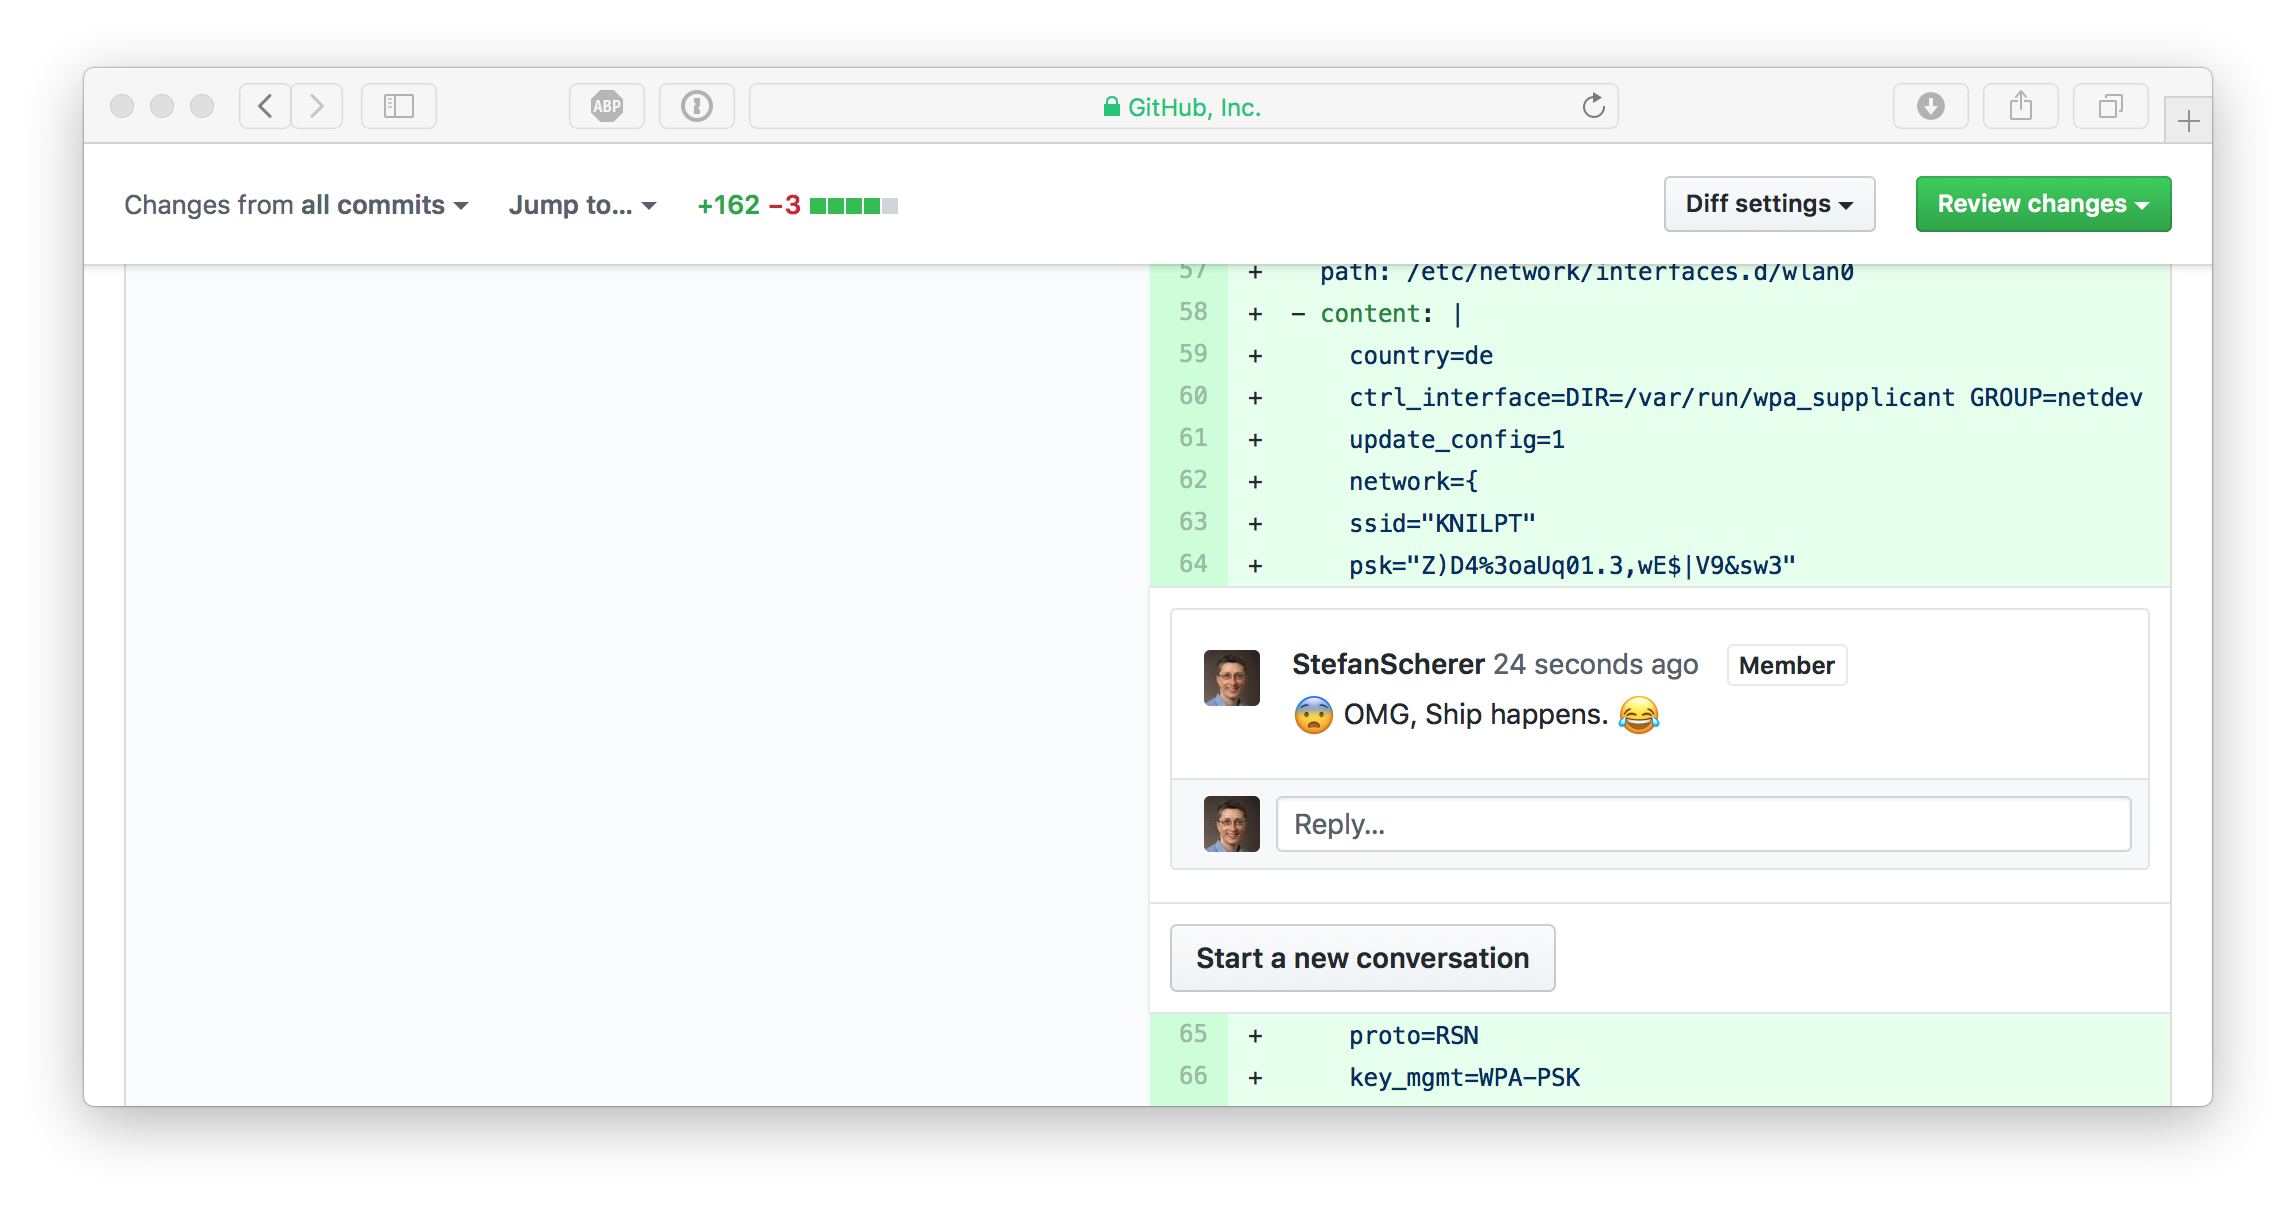 ABP
GitHub, Inc.
Changes from all commits Jump to... +162 −3 Diff settings Review changes
57 + path: /etc/network/interfaces.d/wlan0
58 + - content: |
59 + country=de
60 + ctrl_interface=DIR=/var/run/wpa_supplicant GROUP=netdev
61 + update_config=1
62 + network={
63 + ssid="KNILPT"
64 + psk="Z)D4%3oaUq01.3,wE$|V9&sw3"
StefanScherer 24 seconds ago Member
😨 OMG, Ship happens. 😂
Reply...
Start a new conversation
65 + proto=RSN
66 + key_mgmt=WPA-PSK